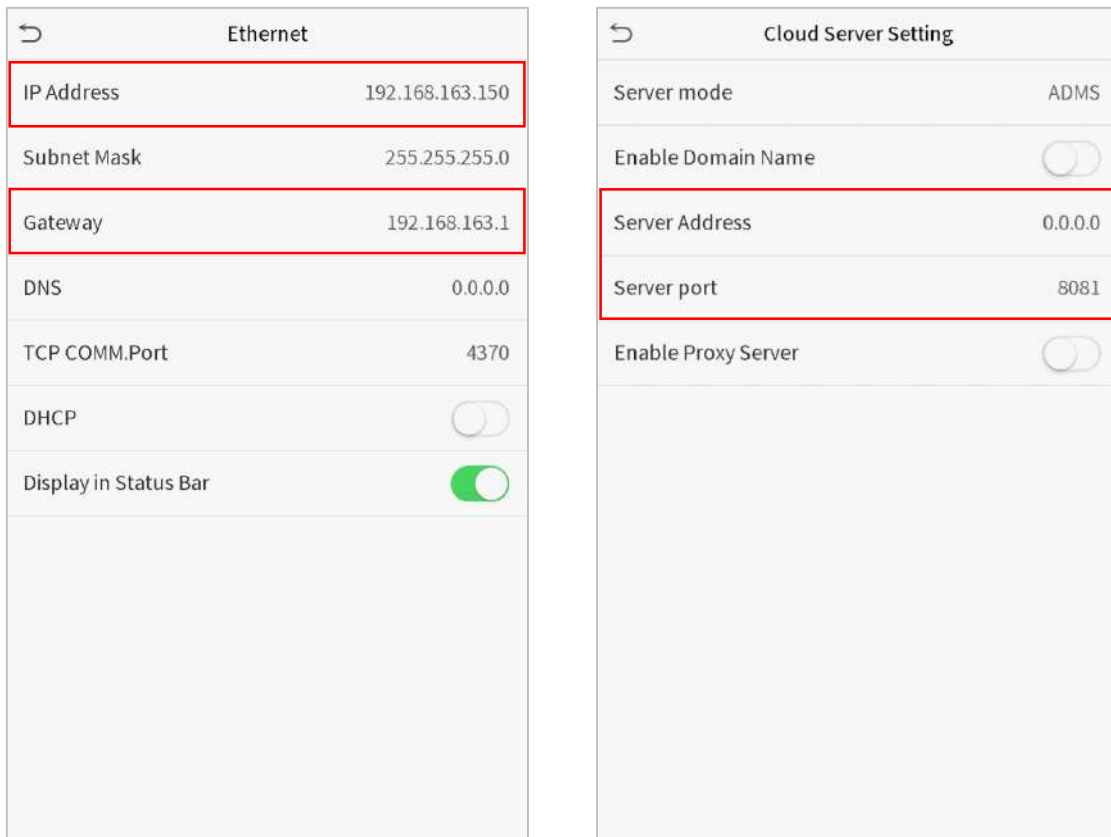 Ethernet
IP Address 192.168.163.150
Subnet Mask 255.255.255.0
Gateway 192.168.163.1
DNS 0.0.0.0
TCP COMM.Port 4370
DHCP
Display in Status Bar
Cloud Server Setting
Server mode ADMS
Enable Domain Name
Server Address 0.0.0.0
Server port 8081
Enable Proxy Server